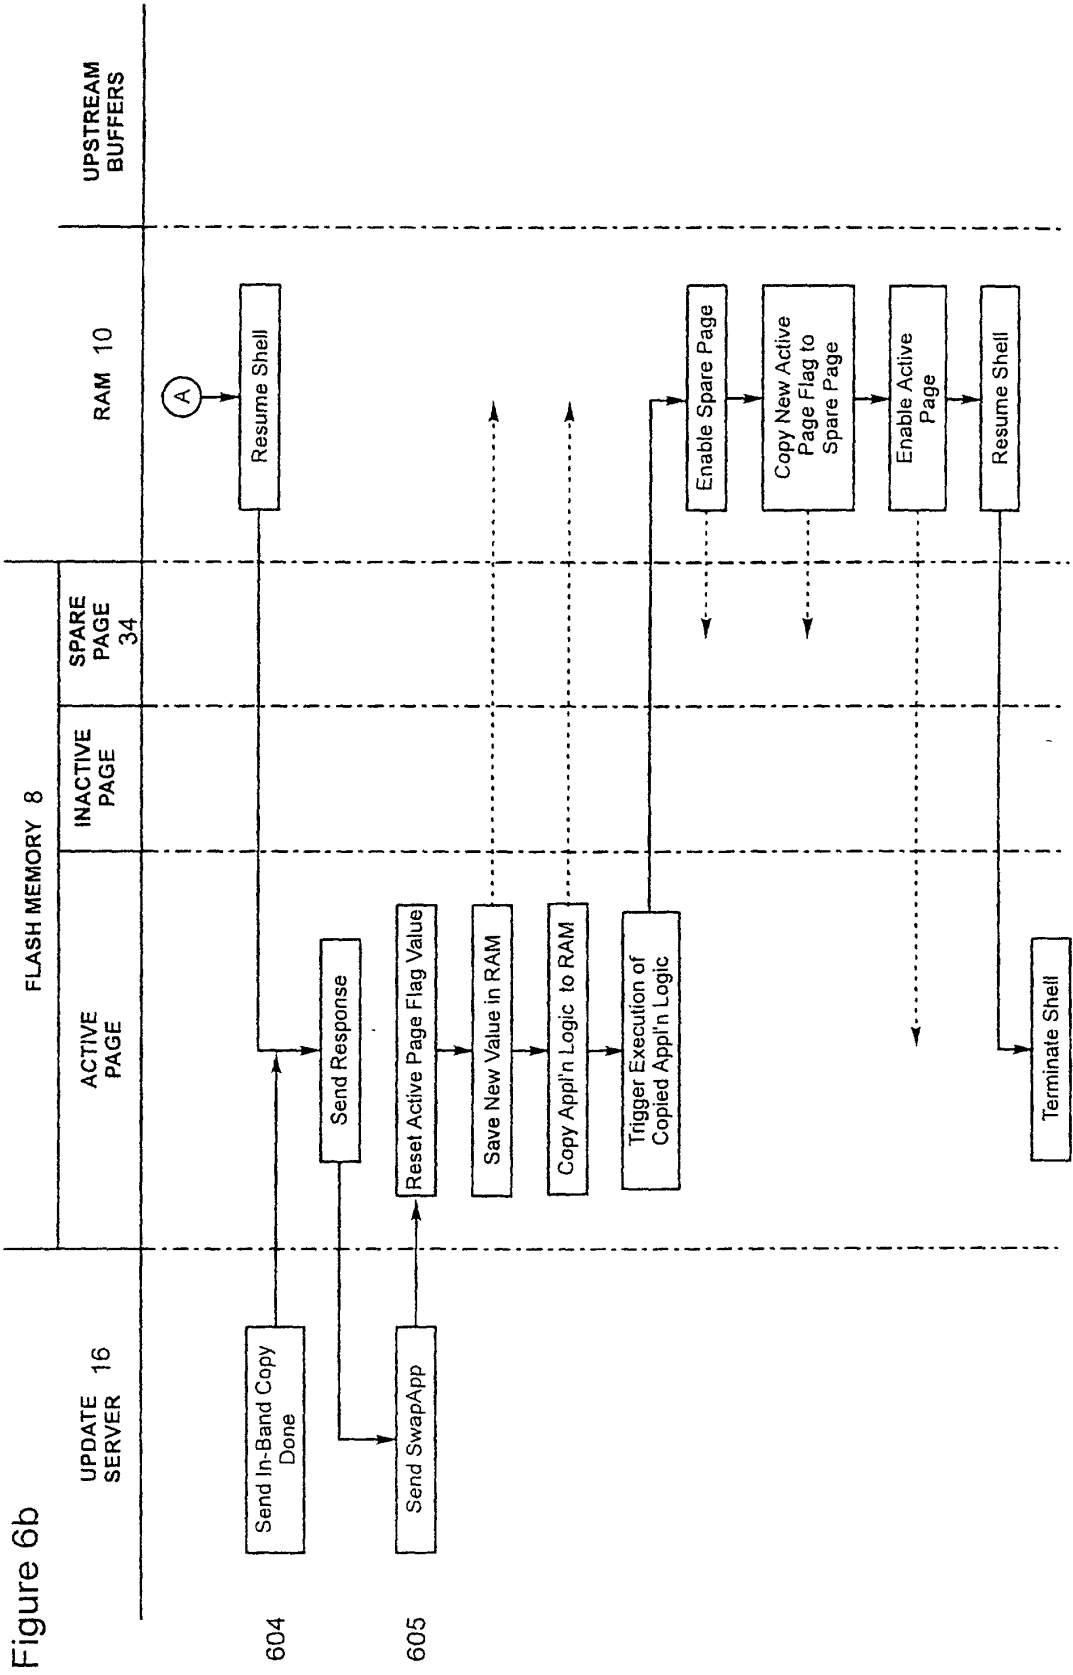 Figure 6b
UPDATE
SERVER 16
FLASH MEMORY 8
ACTIVE
PAGE
INACTIVE
PAGE
SPARE
PAGE
34
RAM 10
UPSTREAM
BUFFERS
A
604
Send In-Band Copy
Done
Resume Shell
Send Response
605
Send SwapApp
Reset Active Page Flag Value
Save New Value in RAM
Copy Appl'n Logic to RAM
Trigger Execution of
Copied Appl'n Logic
Enable Spare Page
Copy New Active
Page Flag to
Spare Page
Enable Active
Page
Resume Shell
Terminate Shell